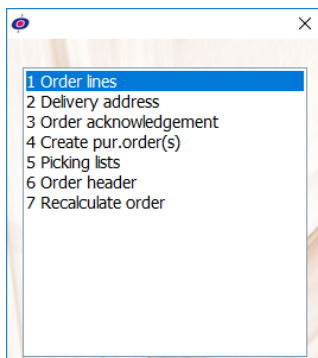 1 Order lines
2 Delivery address
3 Order acknowledgement
4 Create pur.order(s)
5 Picking lists
6 Order header
7 Recalculate order